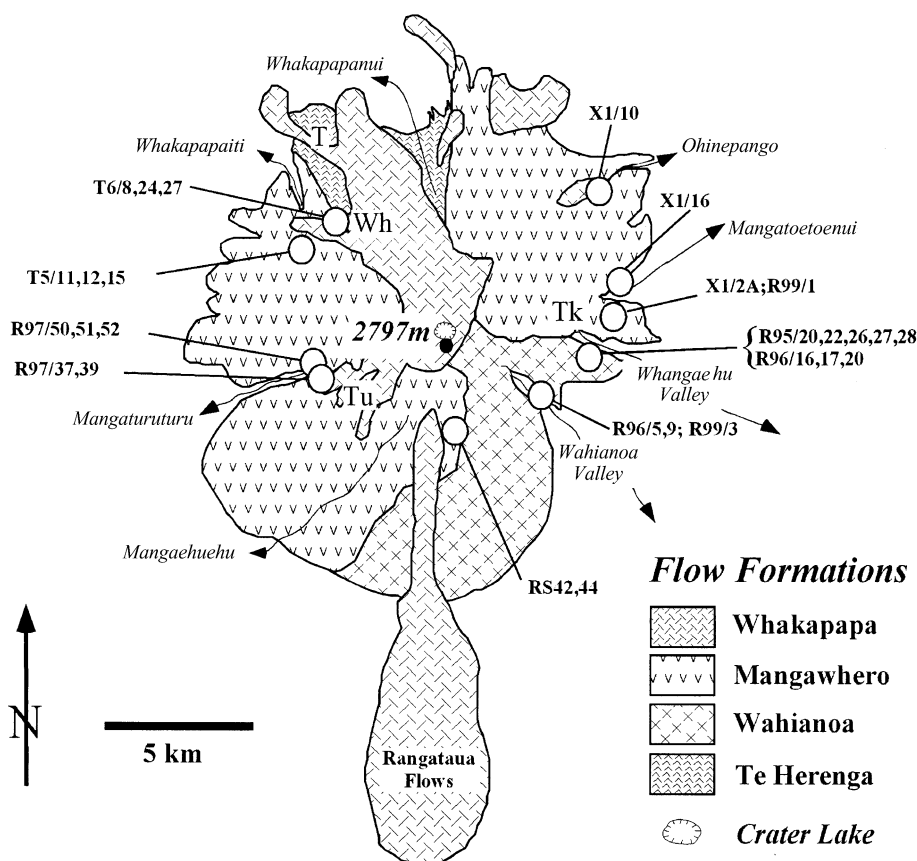 Whakapapanui
X1/10
Whakapapaiti
T
Ohinepango
T6/8,24,27
X1/16
Wh
Mangatoetoenui
T5/11,12,15
X1/2A;R99/1
Tk
2797m
R97/50,51,52
R95/20,22,26,27,28
R96/16,17,20
R97/37,39
Whangaehu
Valley
Tu
Mangaturuturu
R96/5,9; R99/3
Wahianoa
Valley
Mangaehuehu
RS42,44
Flow Formations
Whakapapa
Mangawhero
N
Wahianoa
5 km
Rangataua
Flows
Te Herenga
Crater Lake